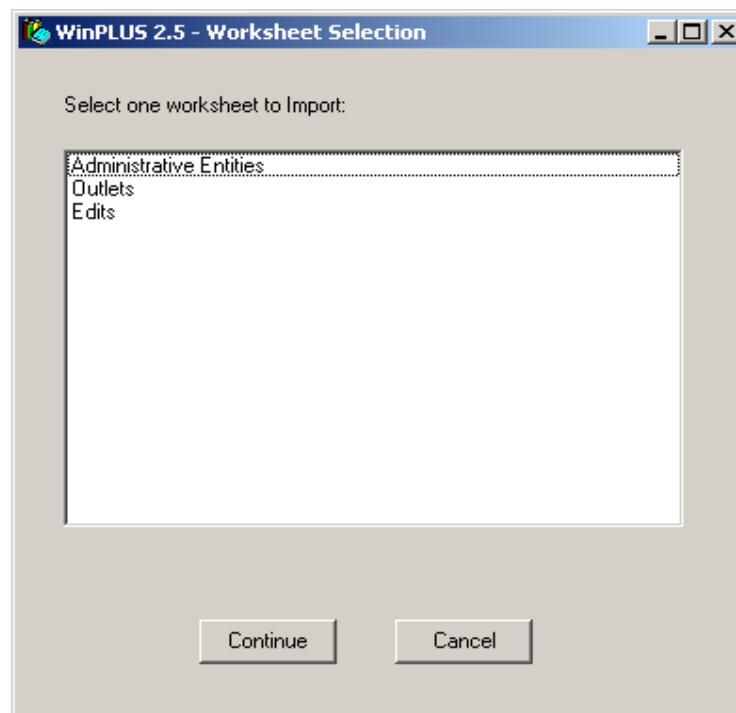 WinPLUS 2.5 - Worksheet Selection
Select one worksheet to Import:
Administrative Entities
Outlets
Edits
Continue Cancel